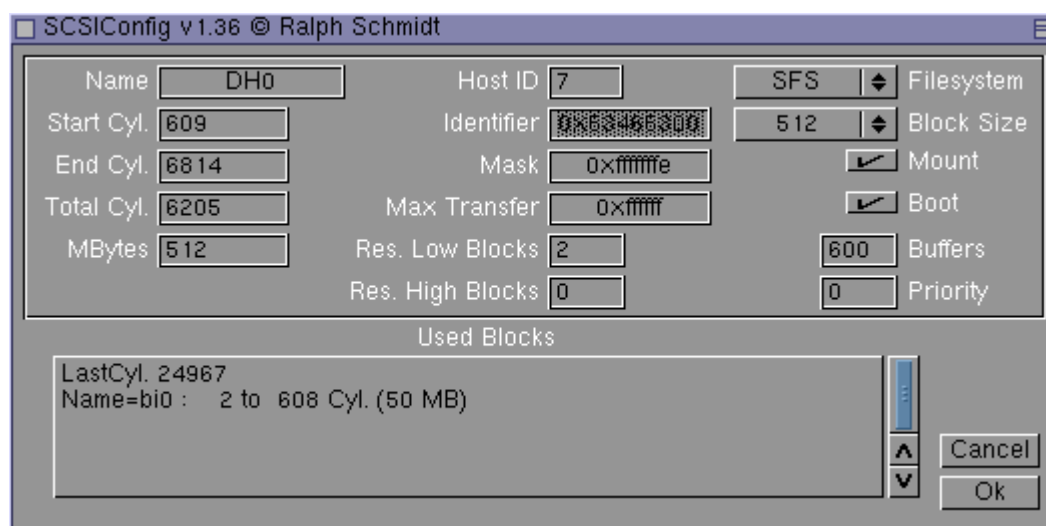 SCSIConfig v1.36 © Ralph Schmidt
Name DH0 Host ID 7 SFS Filesystem
Start Cyl. 609 Identifier 0x53465300 512 Block Size
End Cyl. 6814 Mask 0xfffffffe Mount
Total Cyl. 6205 Max Transfer 0xffffff Boot
MBytes 512 Res. Low Blocks 2 600 Buffers
Res. High Blocks 0 0 Priority
Used Blocks
LastCyl. 24967
Name=bi0 : 2 to 608 Cyl. (50 MB)
Cancel
Ok